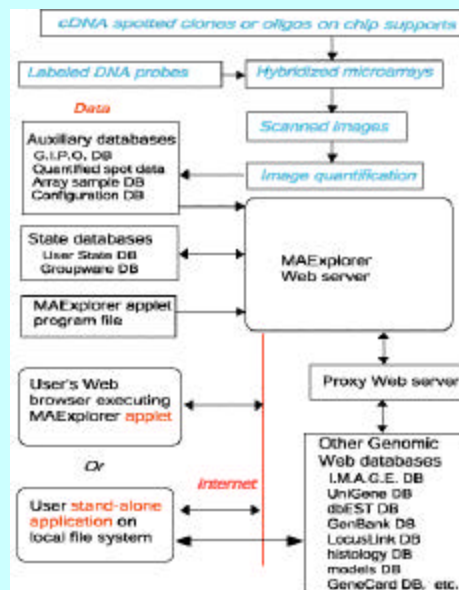 cDNA spotted clones or oligos on chip supports
Labeled DNA probes
Hybridized microarrays
Data
Scanned images
Auxiliary databases
G.I.P.O. DB
Quantified spot data
Array sample DB
Configuration DB
Image quantification
State databases
User State DB
Groupware DB
MAExplorer
Web server
MAExplorer applet
program file
User's Web
browser executing
MAExplorer applet
Proxy Web server
Or
Internet
User stand-alone
application on
local file system
Other Genomic
Web databases
I.M.A.G.E. DB
UniGene DB
dbEST DB
GenBank DB
LocusLink DB
histology DB
models DB
GeneCard DB, etc.